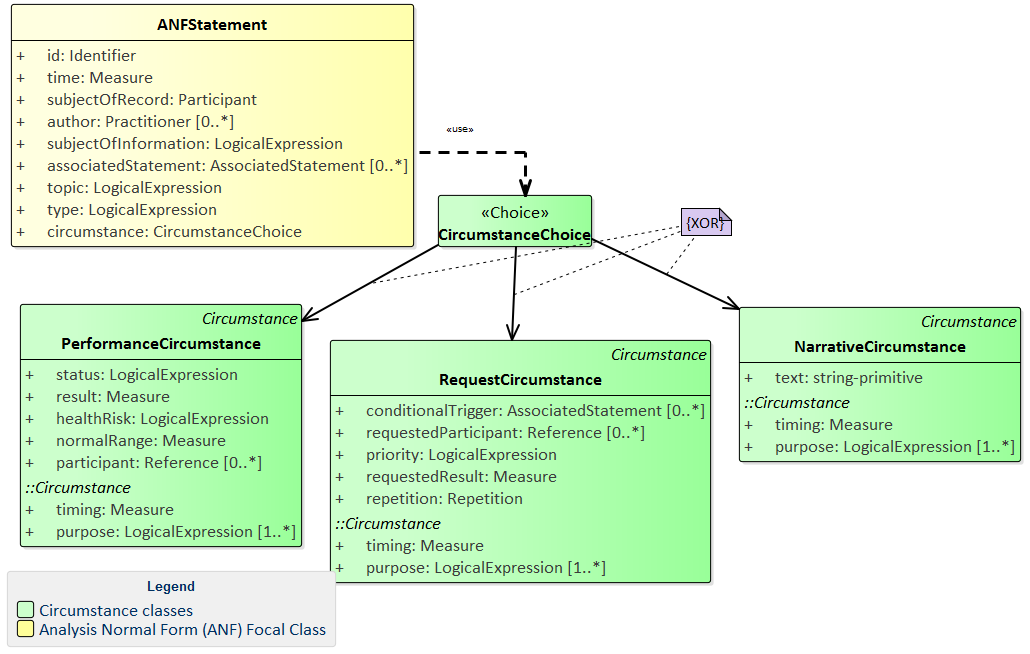 ANFStatement
+ id: Identifier
+ time: Measure
+ subjectOfRecord: Participant
+ author: Practitioner [0..*]
+ subjectOfInformation: LogicalExpression
+ associatedStatement: AssociatedStatement [0..*]
+ topic: LogicalExpression
+ type: LogicalExpression
+ circumstance: CircumstanceChoice
«use»
«Choice»
CircumstanceChoice
{XOR}
Circumstance
PerformanceCircumstance
+ status: LogicalExpression
+ result: Measure
+ healthRisk: LogicalExpression
+ normalRange: Measure
+ participant: Reference [0..*]
::Circumstance
+ timing: Measure
+ purpose: LogicalExpression [1..*]
Circumstance
RequestCircumstance
+ conditionalTrigger: AssociatedStatement [0..*]
+ requestedParticipant: Reference [0..*]
+ priority: LogicalExpression
+ requestedResult: Measure
+ repetition: Repetition
::Circumstance
+ timing: Measure
+ purpose: LogicalExpression [1..*]
Circumstance
NarrativeCircumstance
+ text: string-primitive
::Circumstance
+ timing: Measure
+ purpose: LogicalExpression [1..*]
Legend
Circumstance classes
Analysis Normal Form (ANF) Focal Class